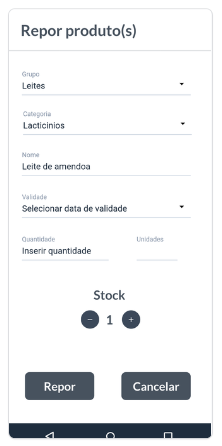 Repor produto(s)
Grupo
Leites
Categoria
Lacticinios
Nome
Leite de amendoa
Validade
Selecionar data de validade
Quantidade Unidades
Inserir quantidade
Stock
− 1 +
Repor Cancelar